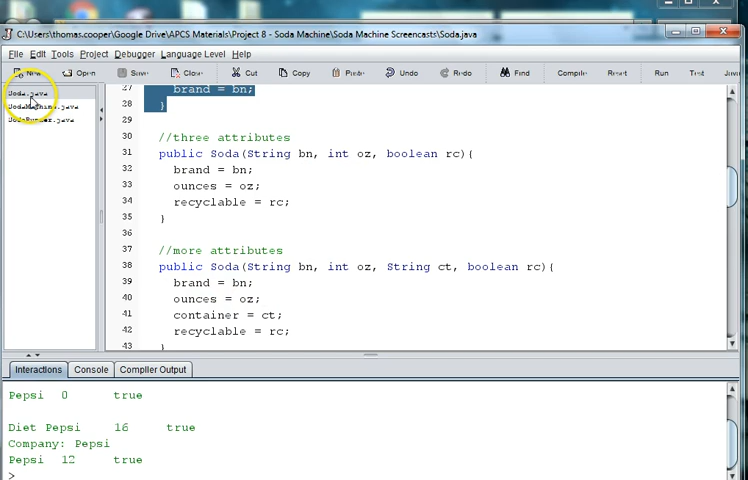 C:\Users\thomas.cooper\Google Drive\APCS Materials\Project 8 - Soda Machine\Soda Machine Screencasts\Soda.java
File Edit Tools Project Debugger Language Level Help
New Open Save Close Cut Copy Paste Undo Redo Find Compile Reset Run Test
Soda.java
SodaMachine.java
SodaRunner.java
27 brand = bn;
28 }
29
30 //three attributes
31 public Soda(String bn, int oz, boolean rc){
32 brand = bn;
33 ounces = oz;
34 recyclable = rc;
35 }
36
37 //more attributes
38 public Soda(String bn, int oz, String ct, boolean rc){
39 brand = bn;
40 ounces = oz;
41 container = ct;
42 recyclable = rc;
43 }
Interactions Console Compiler Output
Pepsi 0 true
Diet Pepsi 16 true
Company: Pepsi
Pepsi 12 true
>